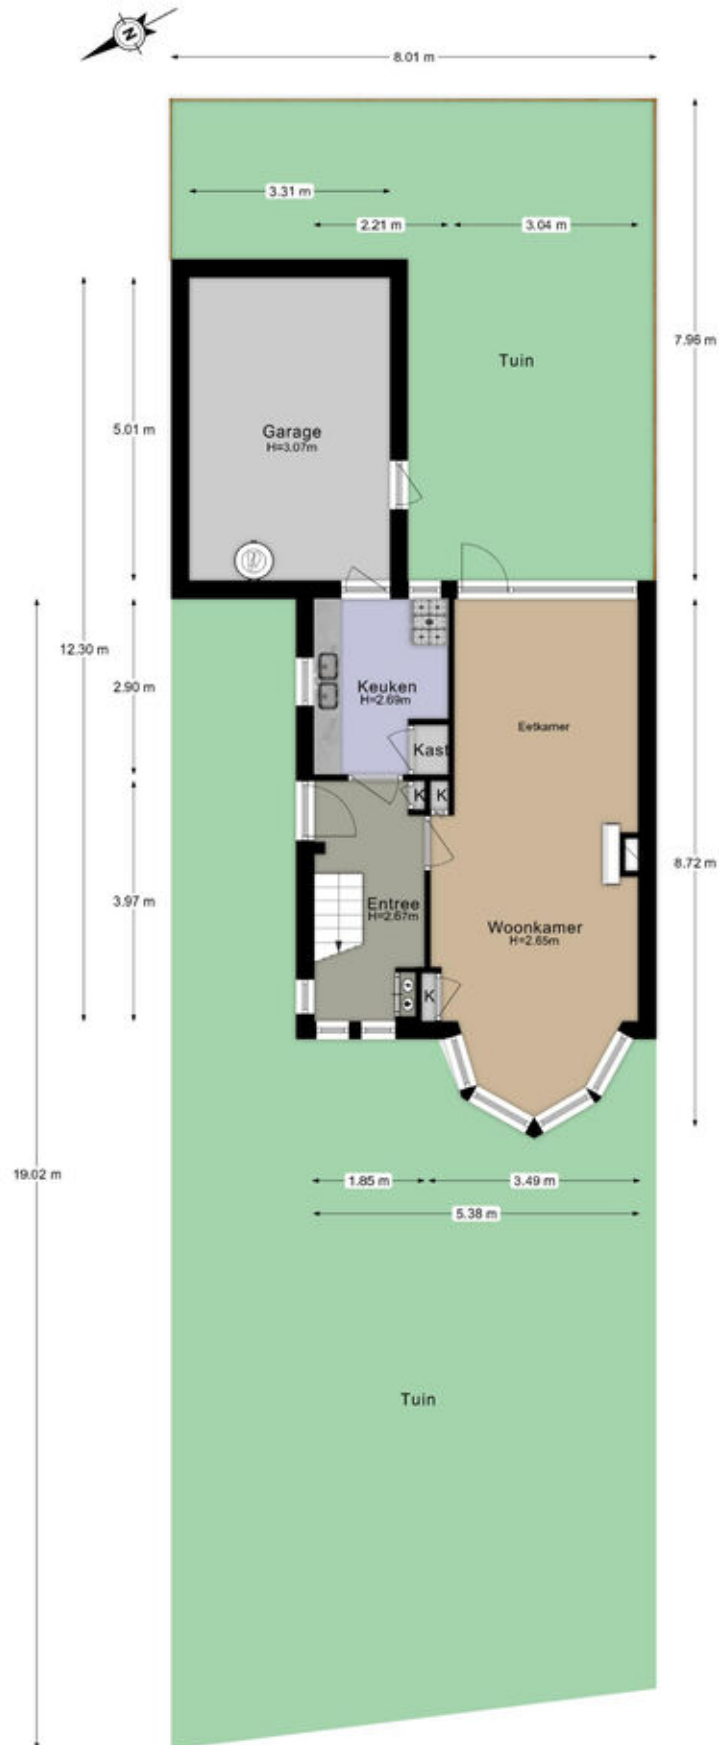 N
8.01 m
3.31 m
2.21 m
3.04 m
Tuin
7.96 m
5.01 m
Garage
H=3.07m
12.30 m
2.90 m
Keuken
H=2.69m
Eetkamer
Kast
K
K
3.97 m
Entree
H=2.67m
8.72 m
Woonkamer
H=2.65m
K
19.02 m
1.85 m
3.49 m
5.38 m
Tuin